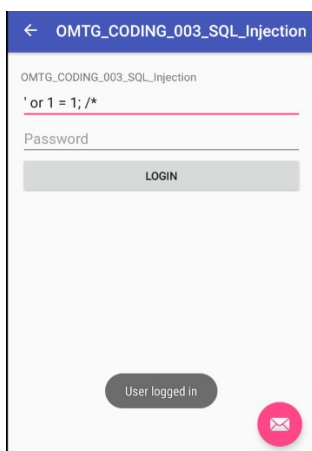 OMTG_CODING_003_SQL_Injection
OMTG_CODING_003_SQL_Injection
' or 1 = 1; /*
Password
LOGIN
User logged in